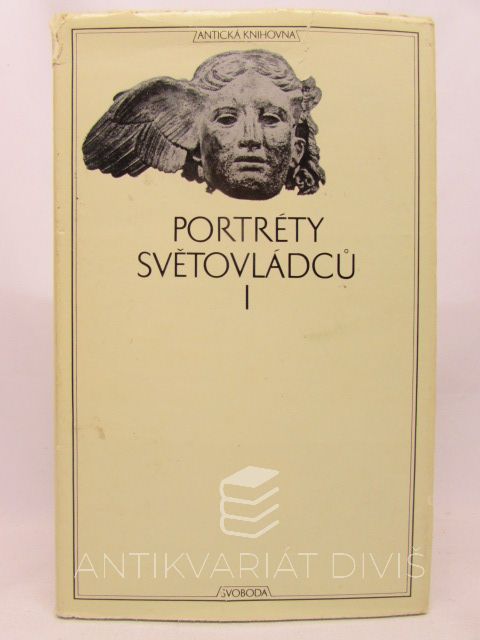 ANTICKÁ KNIHOVNA
PORTRÉTY
SVĚTOVLÁDCŮ
I
ANTIKVARIÁT DIVIŠ
SVOBODA